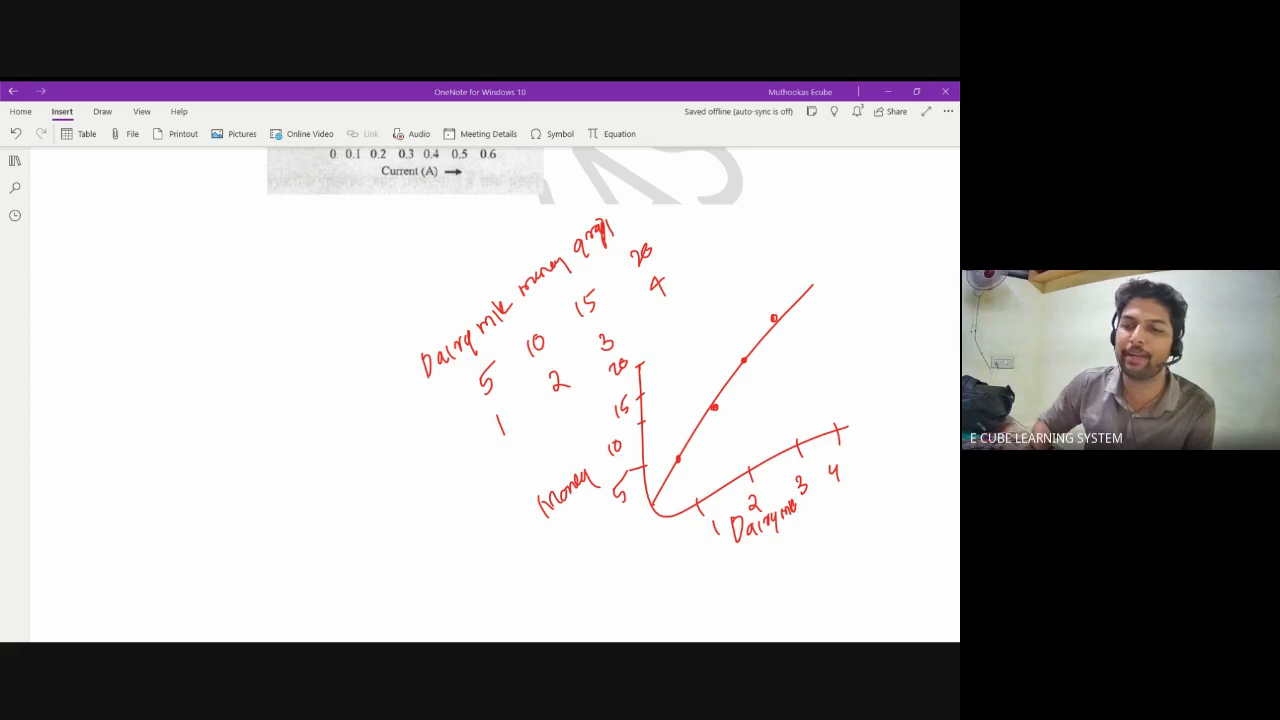 OneNote for Windows 10
Muthookas Ecube
Home Insert Draw View Help
Saved offline (auto-sync is off)
Share
Table File Printout Pictures Online Video Link Audio Meeting Details Symbol Equation
0 0.1 0.2 0.3 0.4 0.5 0.6
Current (A)
Dairy milk money graph
5 10 15 20
1 2 3 4
20
15
10
5
Money
1 2 3 4
Dairymilk
E CUBE LEARNING SYSTEM